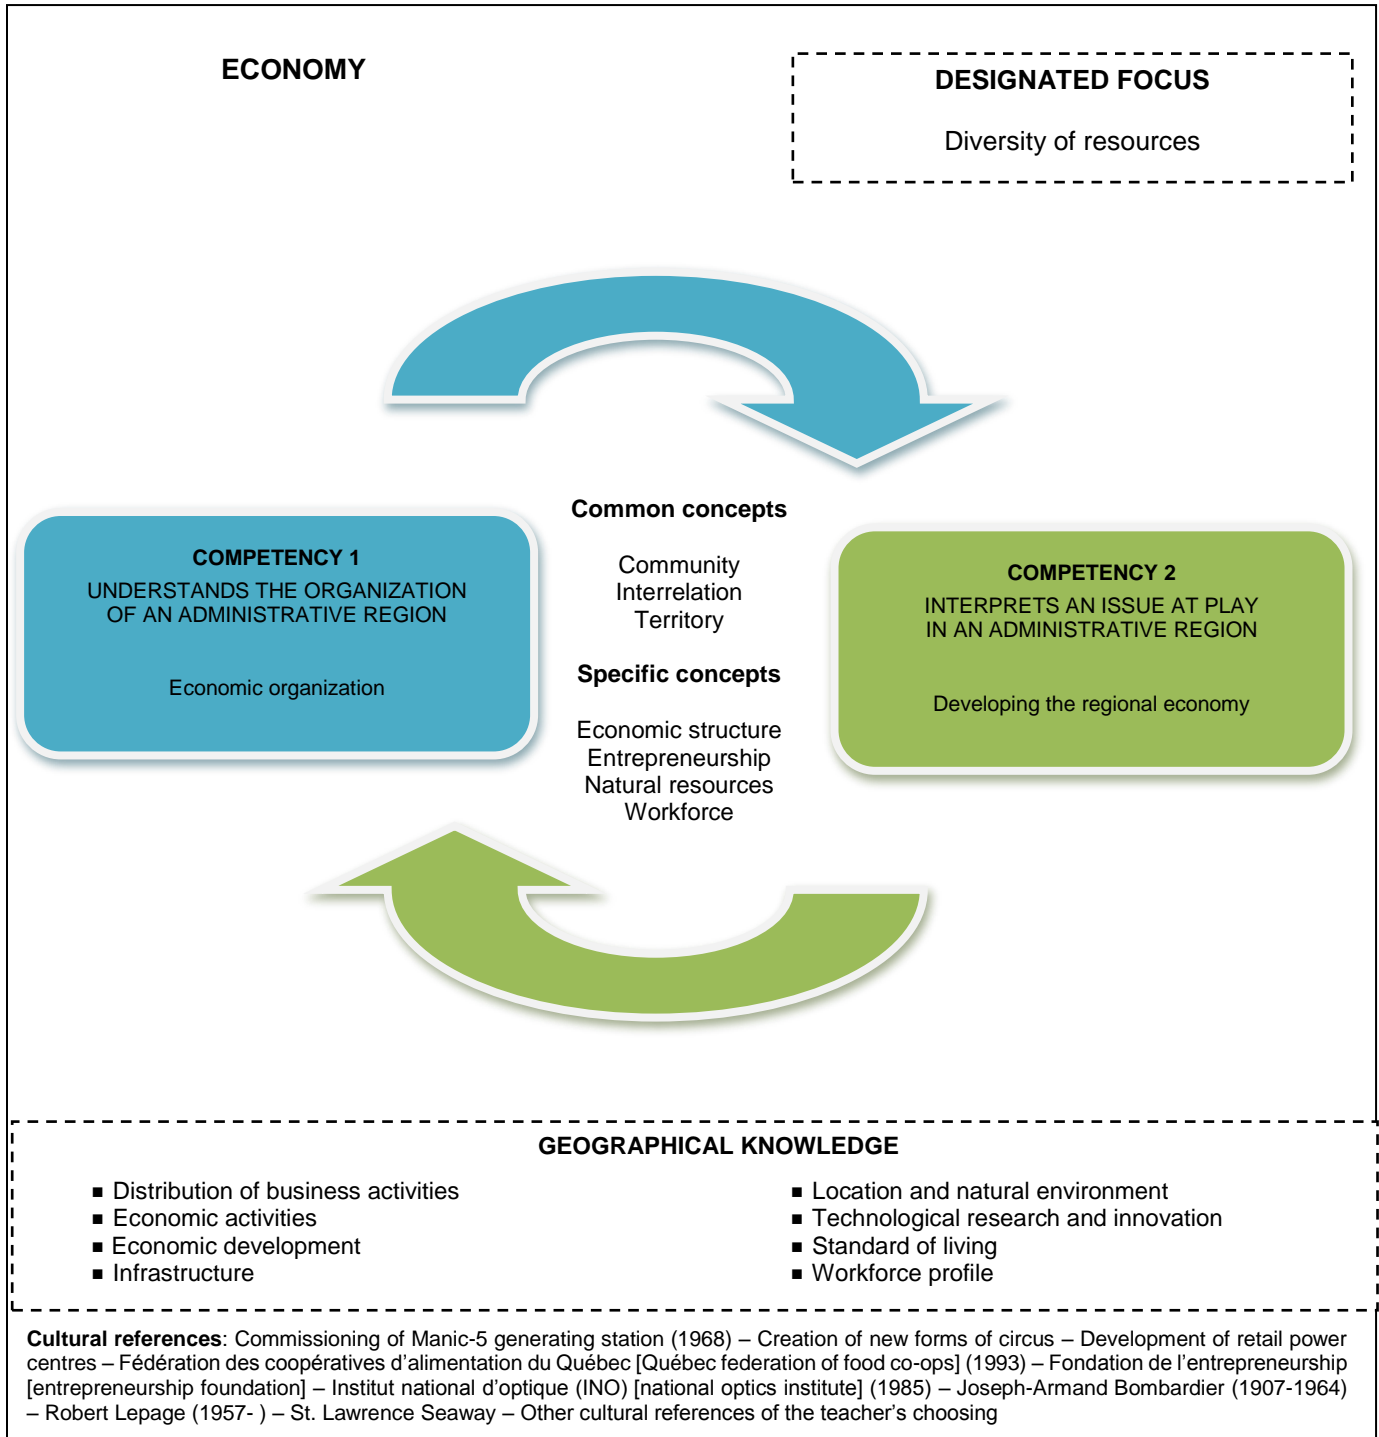 ECONOMY
DESIGNATED FOCUS
Diversity of resources
COMPETENCY 1
UNDERSTANDS THE ORGANIZATION
OF AN ADMINISTRATIVE REGION
Economic organization
Common concepts
Community
Interrelation
Territory
Specific concepts
Economic structure
Entrepreneurship
Natural resources
Workforce
COMPETENCY 2
INTERPRETS AN ISSUE AT PLAY
IN AN ADMINISTRATIVE REGION
Developing the regional economy
GEOGRAPHICAL KNOWLEDGE
▪ Distribution of business activities
▪ Economic activities
▪ Economic development
▪ Infrastructure
▪ Location and natural environment
▪ Technological research and innovation
▪ Standard of living
▪ Workforce profile
Cultural references: Commissioning of Manic-5 generating station (1968) – Creation of new forms of circus – Development of retail power
centres – Fédération des coopératives d’alimentation du Québec [Québec federation of food co-ops] (1993) – Fondation de l’entrepreneurship
[entrepreneurship foundation] – Institut national d’optique (INO) [national optics institute] (1985) – Joseph-Armand Bombardier (1907-1964)
– Robert Lepage (1957- ) – St. Lawrence Seaway – Other cultural references of the teacher’s choosing